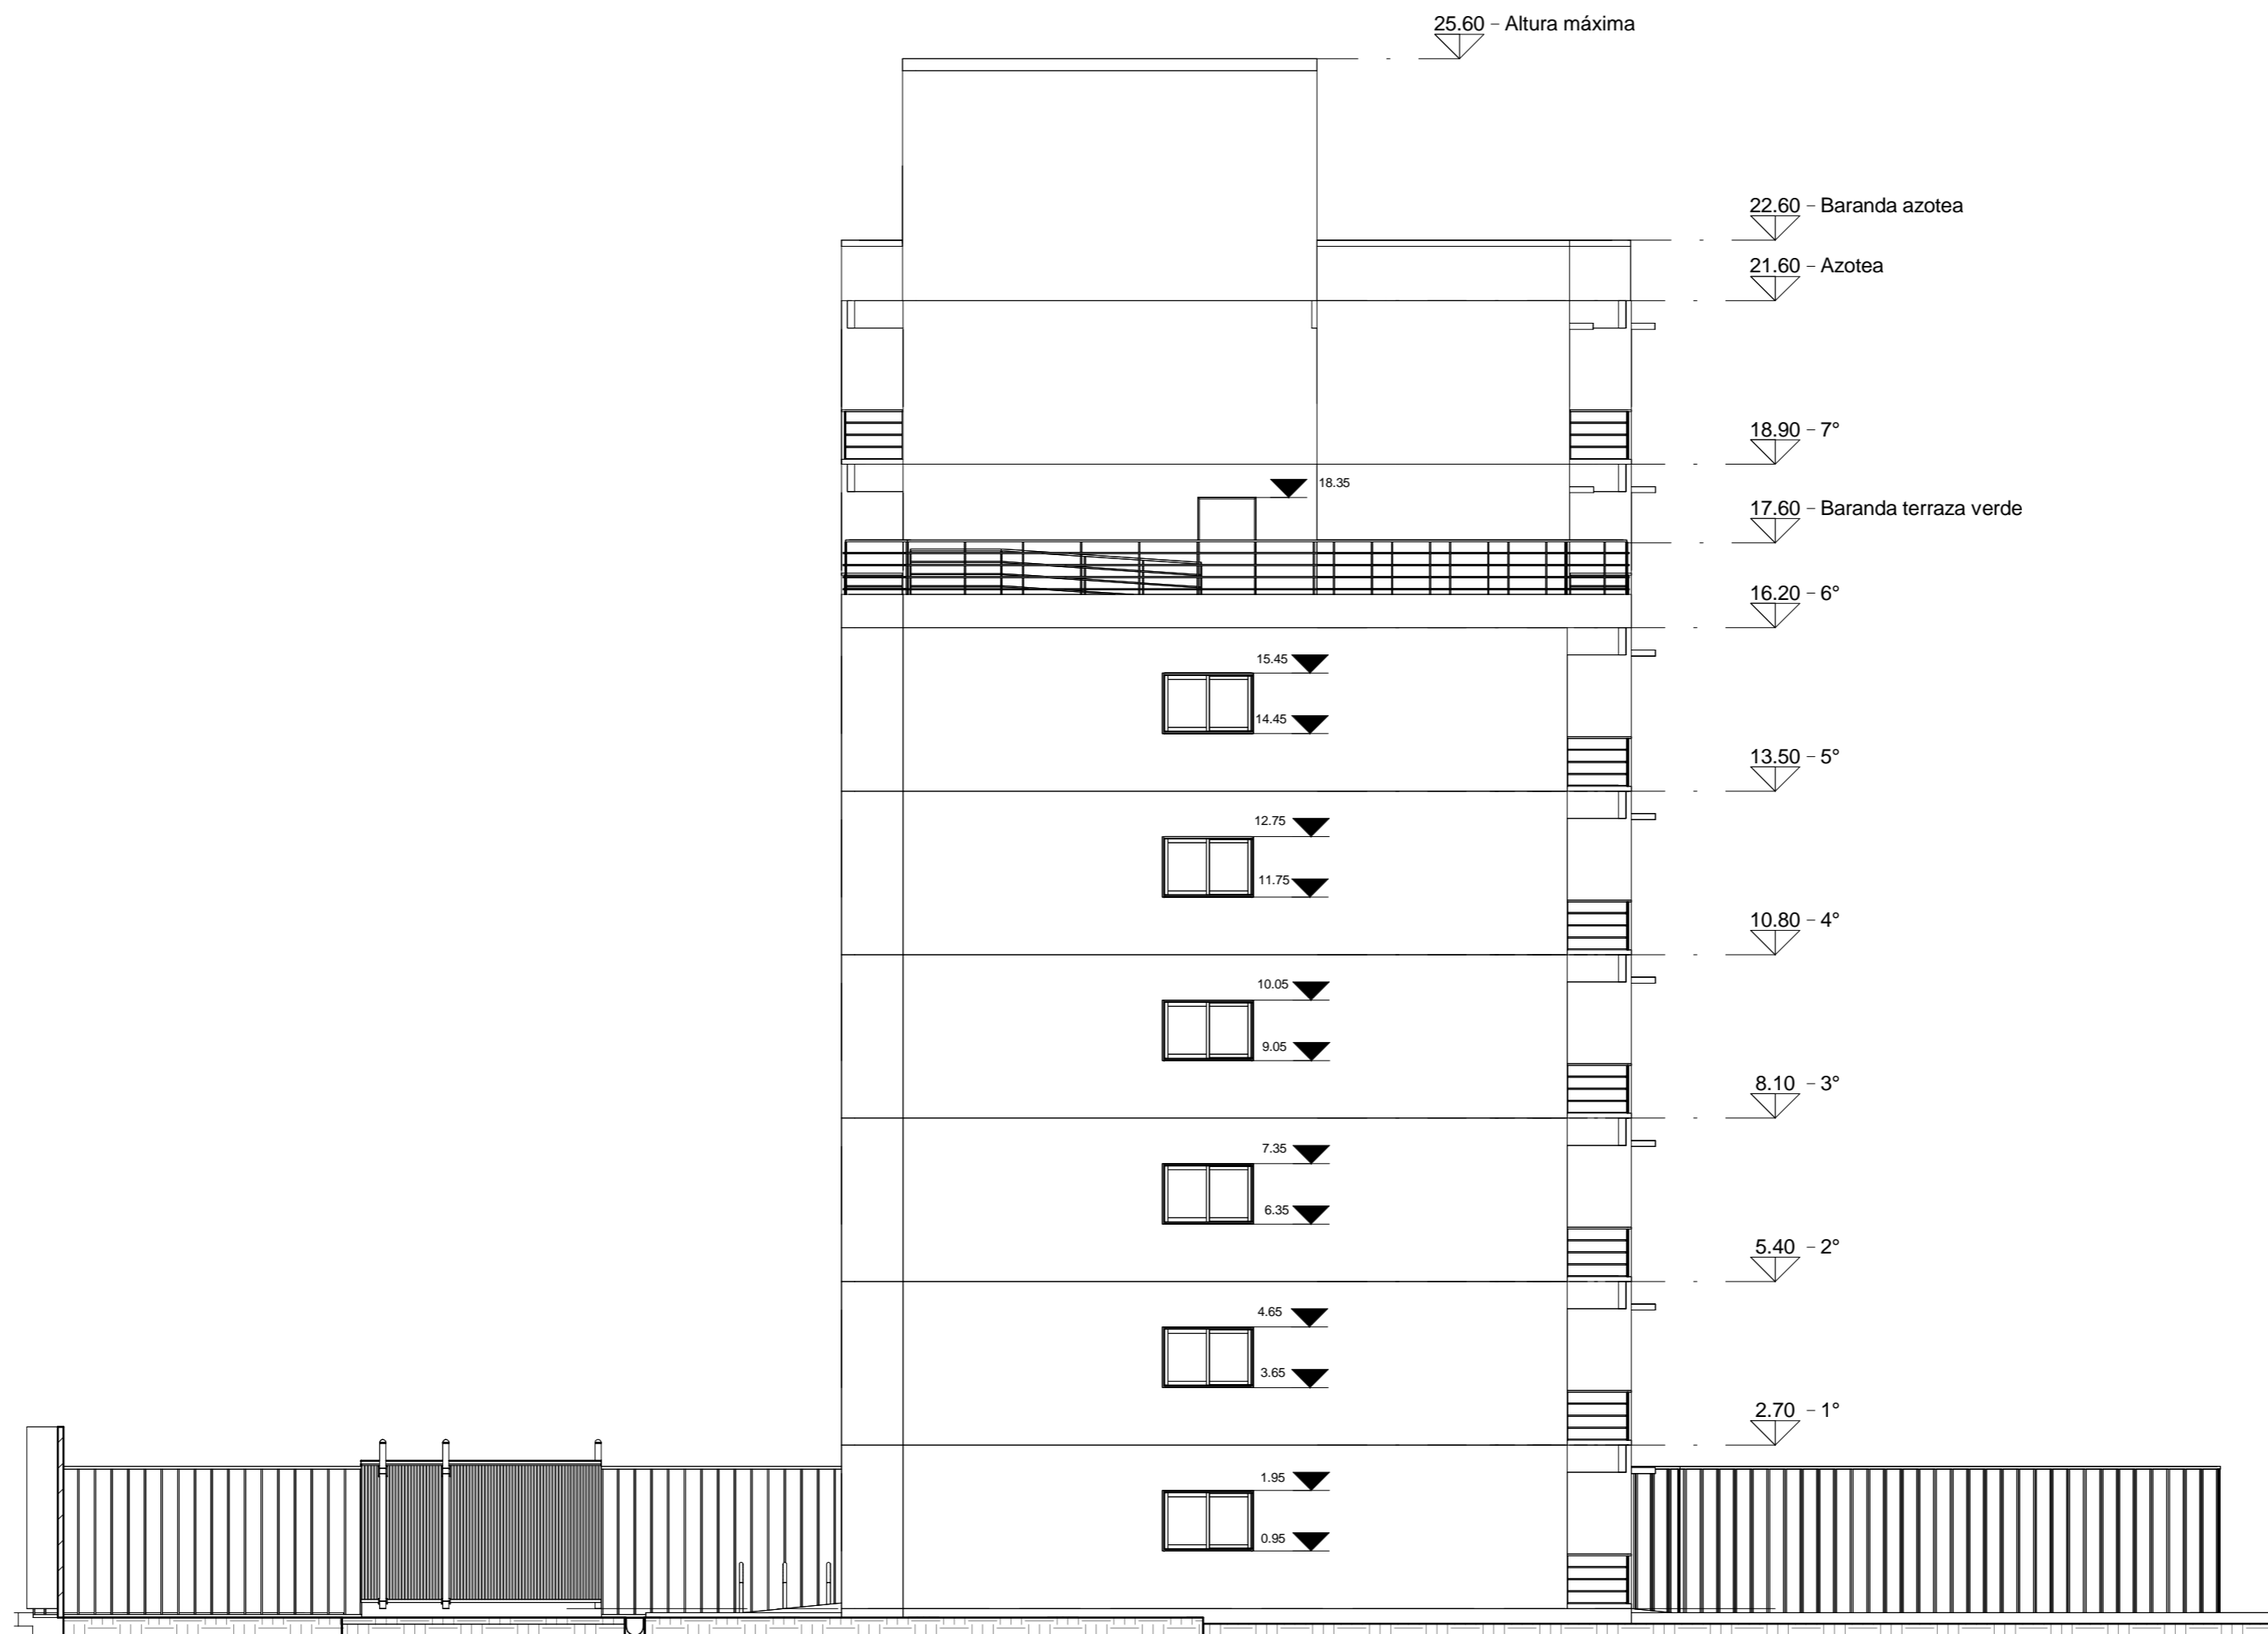 25.60 – Altura máxima
22.60 – Baranda azotea
21.60 – Azotea
18.90 – 7°
18.35
17.60 – Baranda terraza verde
16.20 – 6°
15.45
14.45
13.50 – 5°
12.75
11.75
10.80 – 4°
10.05
9.05
8.10 – 3°
7.35
6.35
5.40 – 2°
4.65
3.65
2.70 – 1°
1.95
0.95